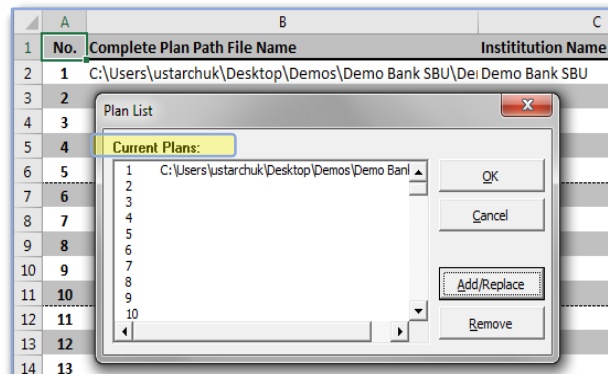 A B C
1 No. Complete Plan Path File Name Instititution Name
2 1 C:\Users\ustarchuk\Desktop\Demos\Demo Bank SBU\De Demo Bank SBU
3 2
4 3
5 4
6 5
7 6
8 7
9 8
10 9
11 10
12 11
13 12
14 13
Plan List
Current Plans:
1 C:\Users\ustarchuk\Desktop\Demos\Demo Banl
2
3
4
5
6
7
8
9
10
OK
Cancel
Add/Replace
Remove